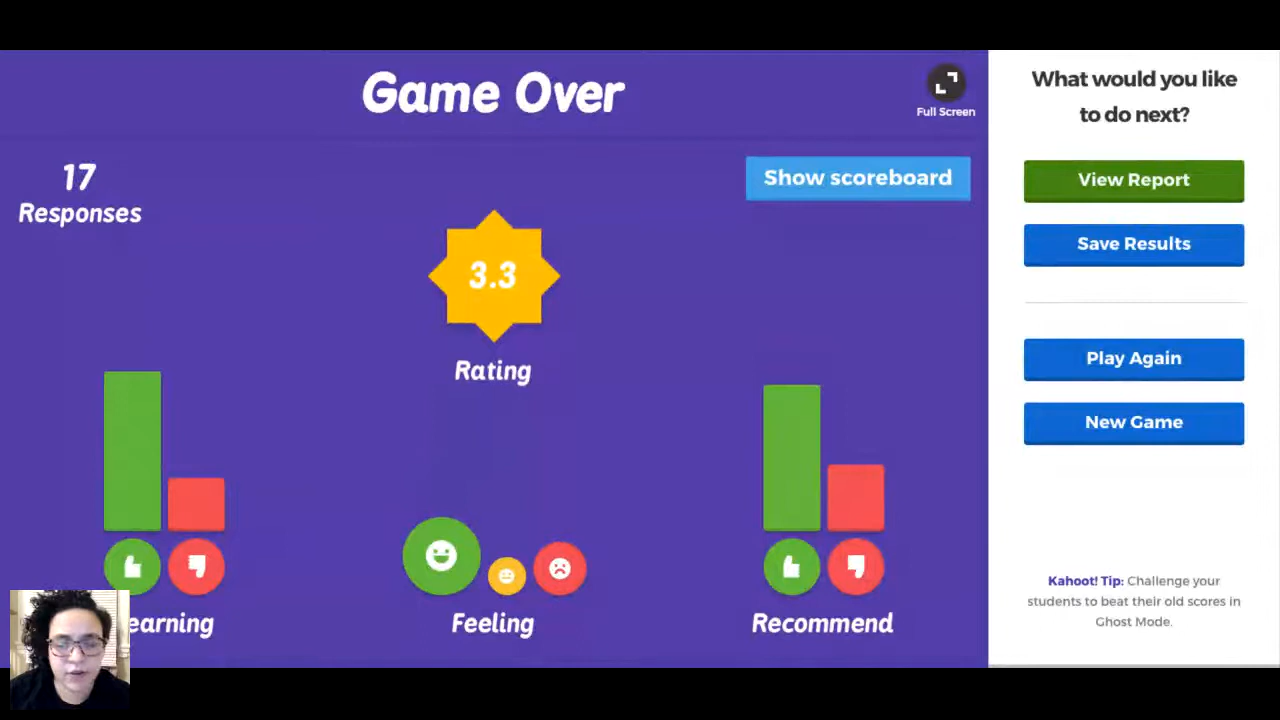 Game Over
Full Screen
17
Responses
Show scoreboard
3.3
Rating
earning
Feeling
Recommend
What would you like
to do next?
View Report
Save Results
Play Again
New Game
Kahoot! Tip: Challenge your
students to beat their old scores in
Ghost Mode.